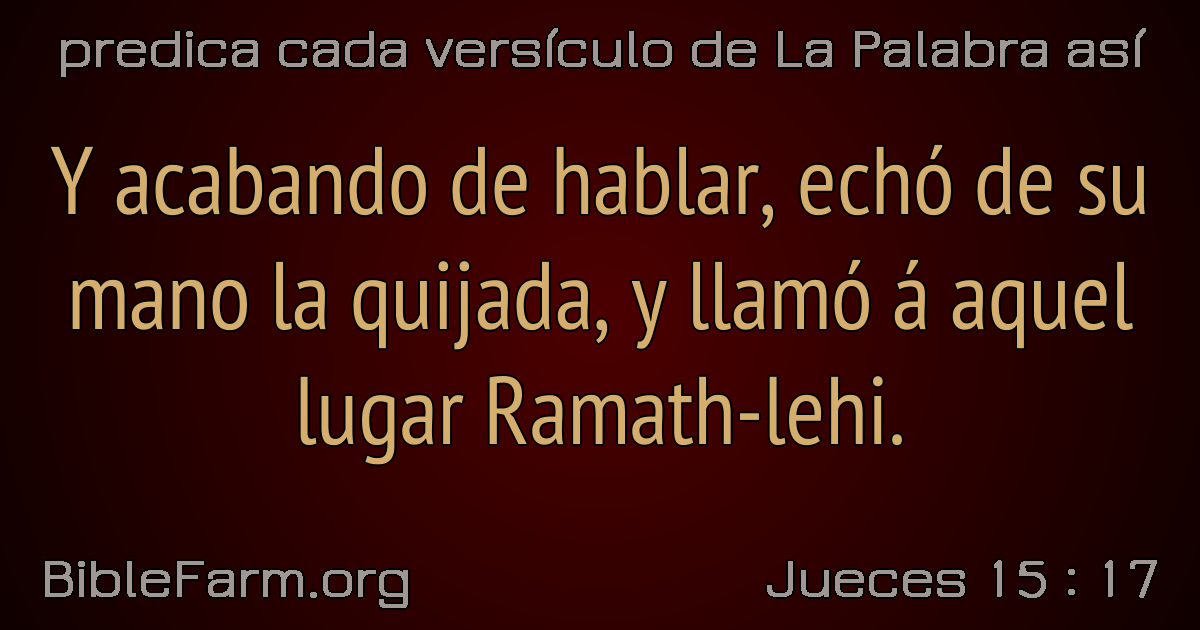 predica cada versículo de La Palabra así
Y acabando de hablar, echó de su
mano la quijada, y llamó á aquel
lugar Ramath-lehi.
BibleFarm.org
Jueces 15 : 17